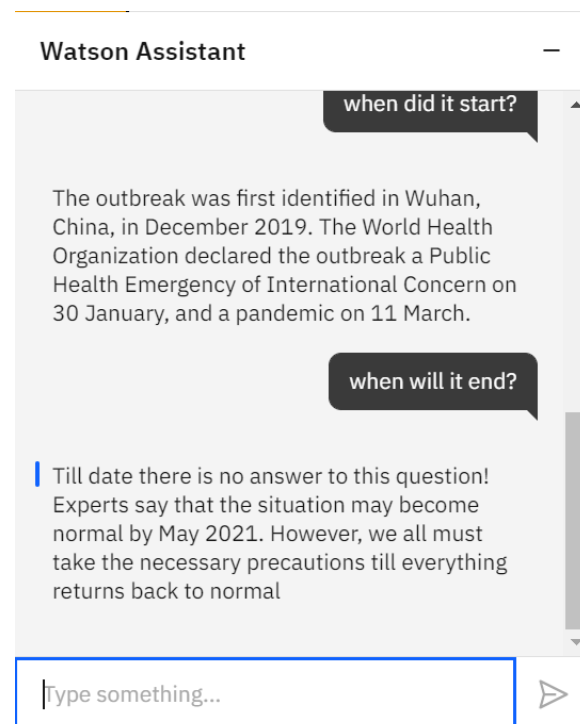 Watson Assistant
when did it start?
The outbreak was first identified in Wuhan,
China, in December 2019. The World Health
Organization declared the outbreak a Public
Health Emergency of International Concern on
30 January, and a pandemic on 11 March.
when will it end?
Till date there is no answer to this question!
Experts say that the situation may become
normal by May 2021. However, we all must
take the necessary precautions till everything
returns back to normal
Type something...